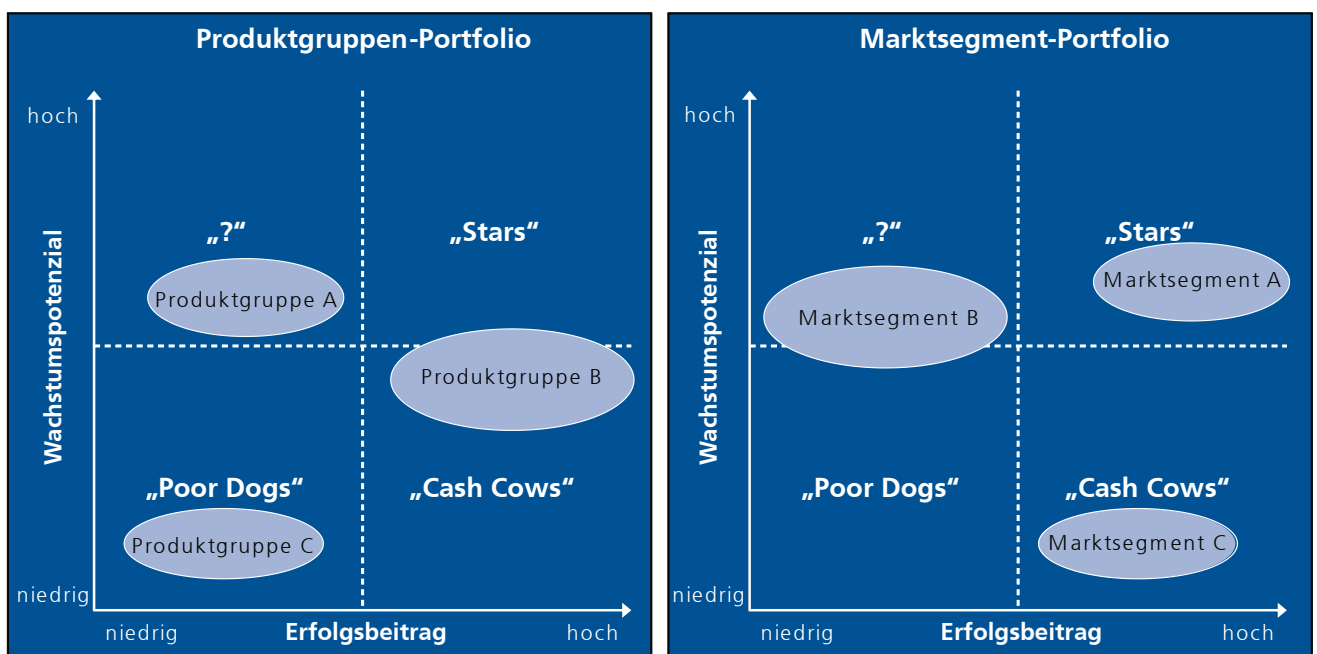 Produktgruppen-Portfolio
hoch
Wachstumspotenzial
„?“
„Stars“
Produktgruppe A
Produktgruppe B
„Poor Dogs“
„Cash Cows“
Produktgruppe C
niedrig
niedrig
Erfolgsbeitrag
hoch
Marktsegment-Portfolio
hoch
Wachstumspotenzial
„?“
„Stars“
Marktsegment A
Marktsegment B
„Poor Dogs“
„Cash Cows“
Marktsegment C
niedrig
niedrig
Erfolgsbeitrag
hoch